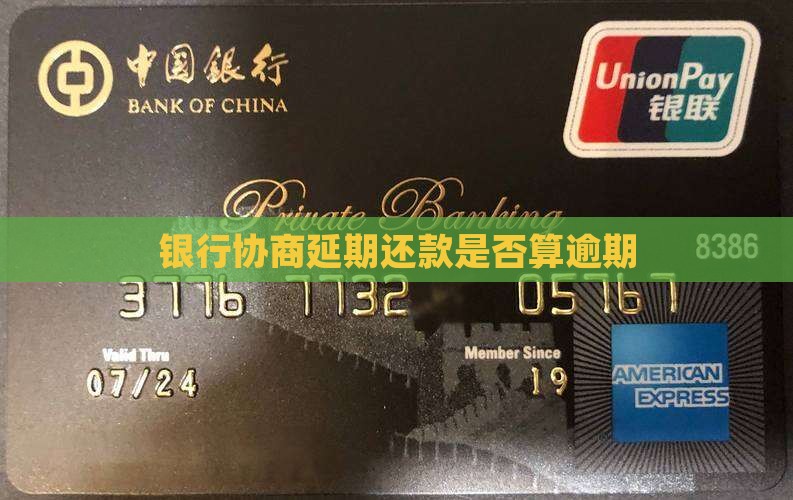 中国银行
BANK OF CHINA
UnionPay
银联
Private Banking
银行协商延期还款是否算逾期
8386
3776 7732 05767
Valid Thru
Member Since
07/24
19
AMERICAN
EXPRESS